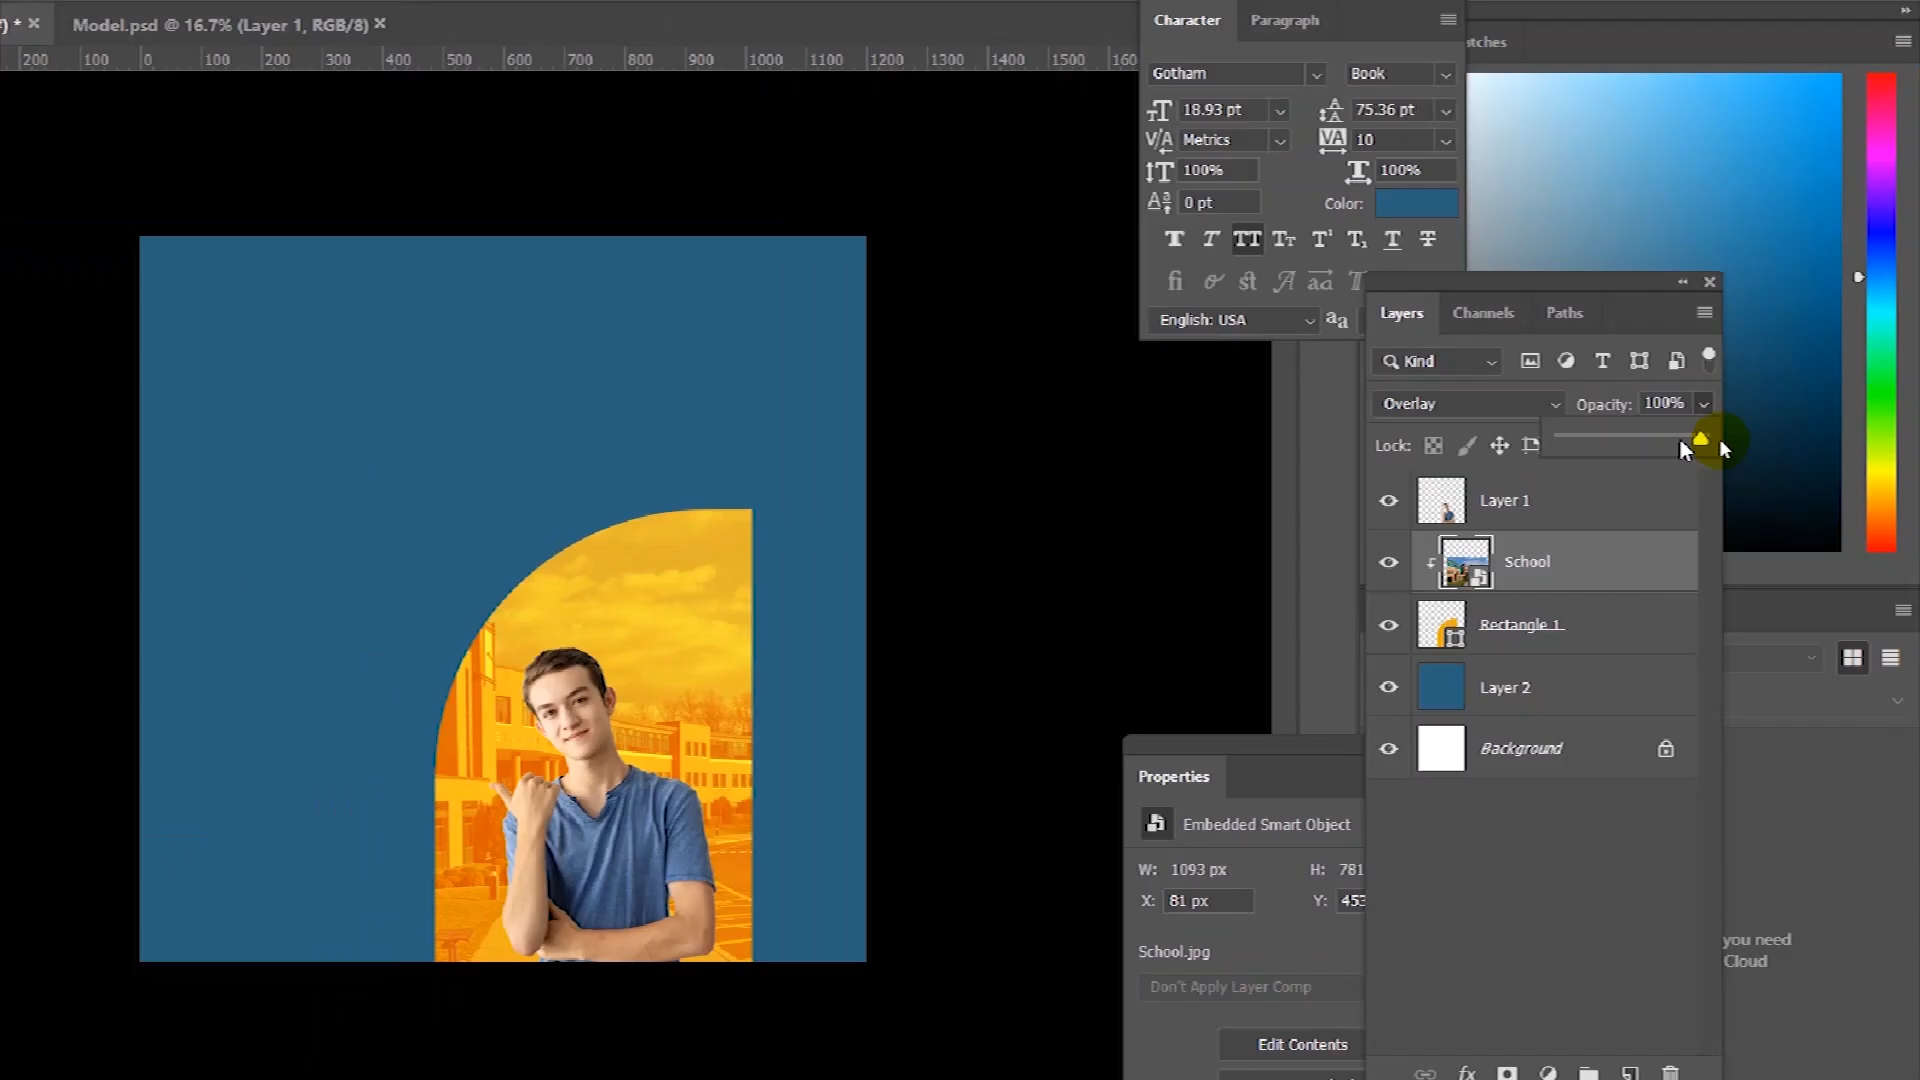 ) * ×
Model.psd @ 16.7% (Layer 1, RGB/8) ×
200 100 0 100 200 300 400 500 600 700 800 900 1000 1100 1200 1300 1400 1500 160
Character Paragraph
atches
Gotham Book
18.93 pt 75.36 pt
Metrics 10
100% 100%
0 pt Color:
English: USA
Layers Channels Paths
Kind
Overlay Opacity: 100%
Lock:
Layer 1
School
Rectangle 1
Layer 2
Background
Properties
Embedded Smart Object
W: 1093 px H: 781
X: 81 px Y: 453
School.jpg
Don't Apply Layer Comp
Edit Contents
you need
Cloud